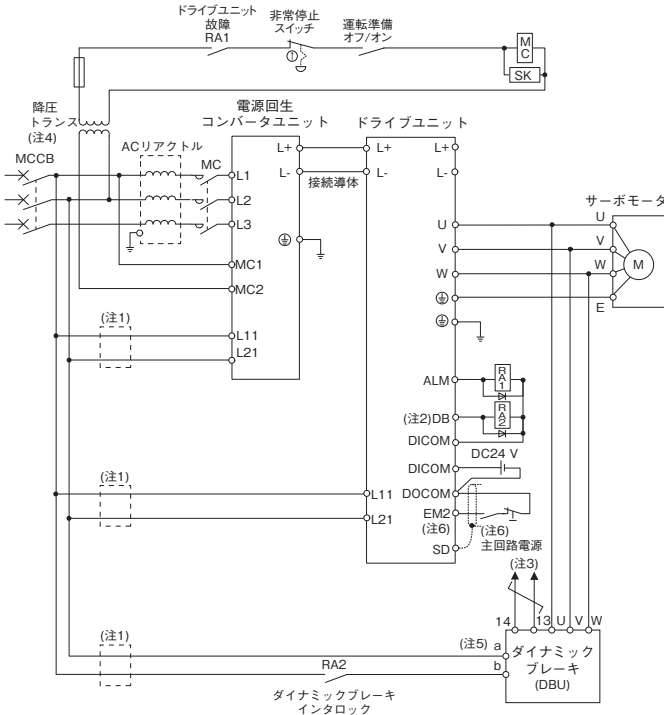 ドライブユニット
故障
RA1
非常停止
スイッチ
運転準備
オフ/オン
MC
SK
降圧
トランス
(注4)
MCCB
ACリアクトル
MC
電源回生
コンバータユニット
ドライブユニット
L+
L-
接続導体
L+
L-
L+
L-
L1
L2
L3
MC1
MC2
(注1)
L11
L21
サーボモータ
U
V
W
U
V
W
E
M
ALM
RA1
(注2)DB
RA2
DICOM
DC24 V
DICOM
DOCOM
EM2
(注6)
(注6)
SD
主回路電源
(注1)
L11
L21
(注3)
14
13
U
V
W
(注1)
(注5)
a
b
RA2
ダイナミックブレーキ
インタロック
ダイナミック
ブレーキ
(DBU)